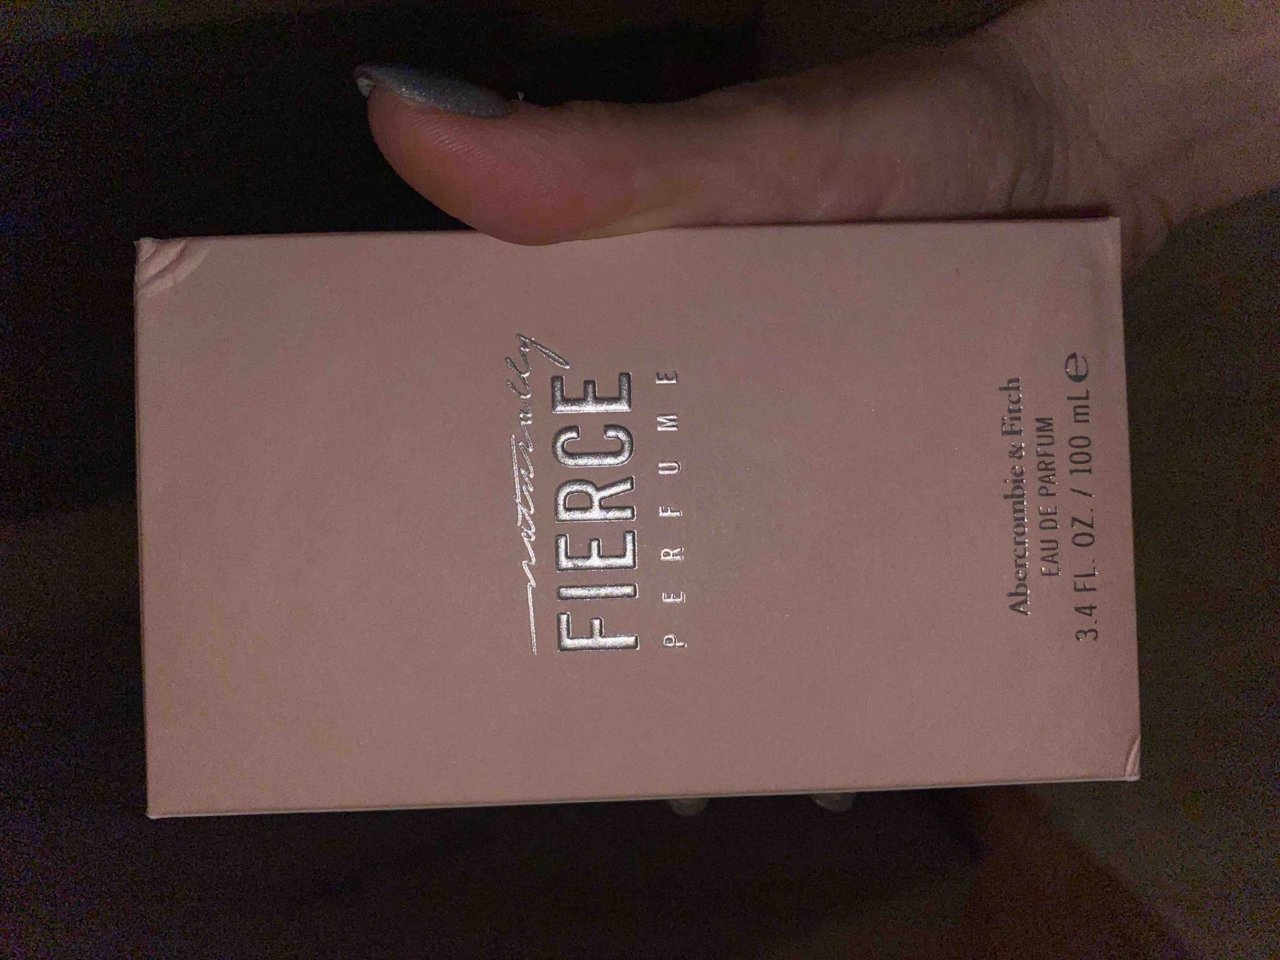 naturally
FIERCE
PERFUME
Abercrombie & Fitch
EAU DE PARFUM
3.4 FL. OZ. / 100 mL ℮